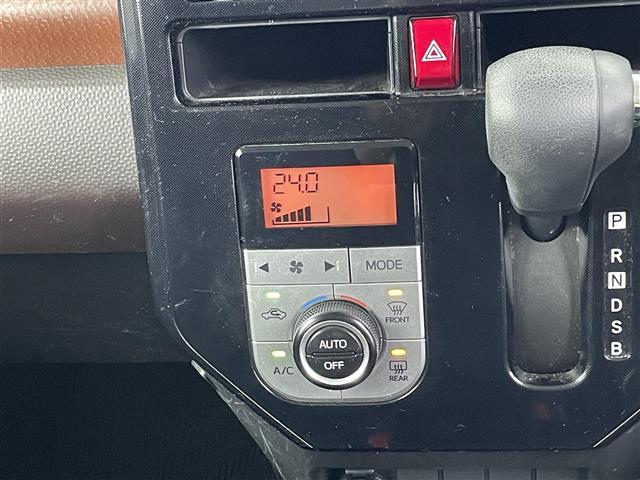 24.0
MODE
FRONT
AUTO
OFF
A/C
REAR
P
R
N
D
S
B